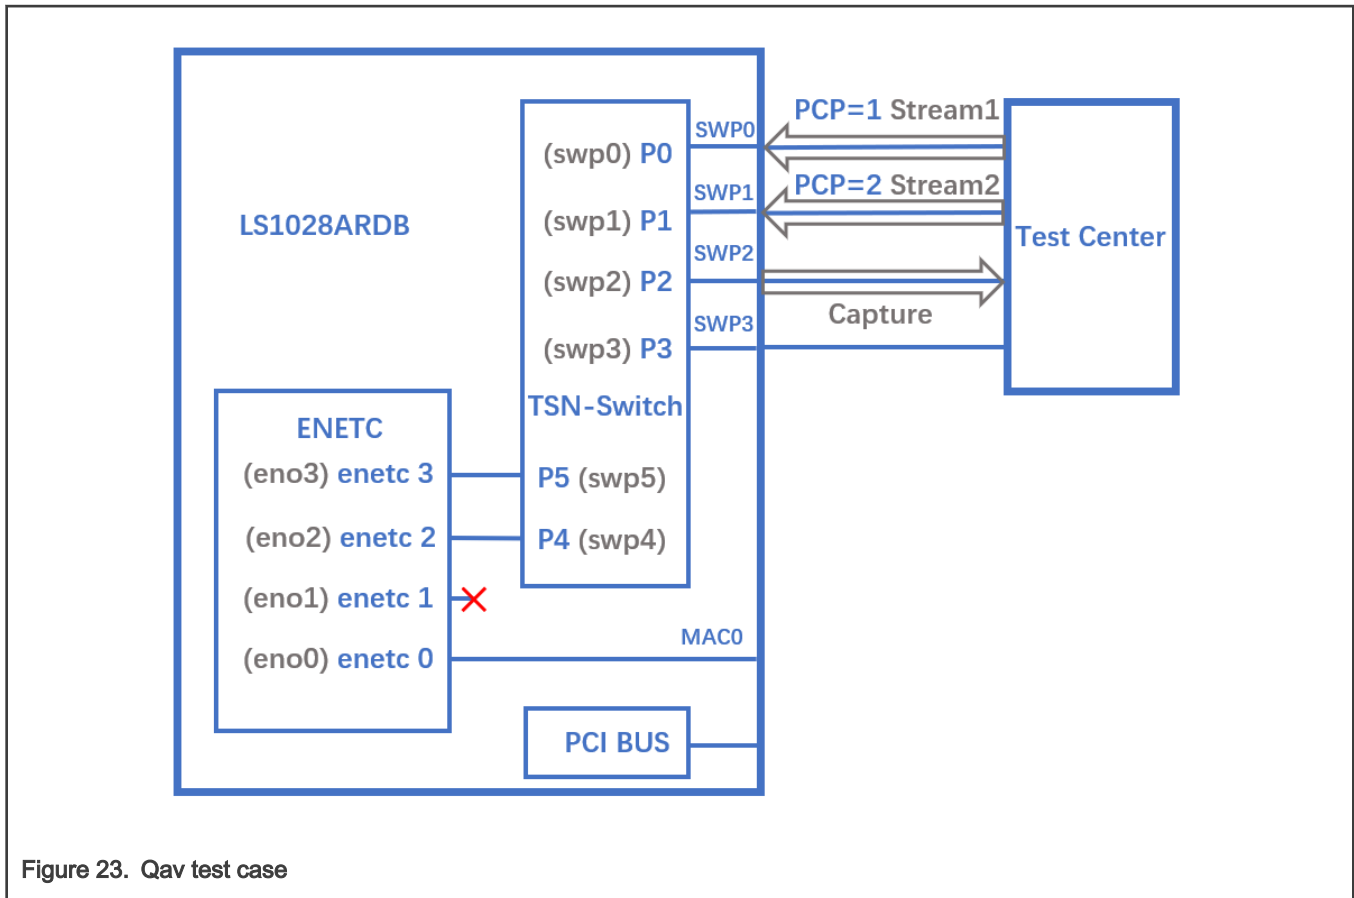 PCP=1 Stream1
SWP0
(swp0) P0
PCP=2 Stream2
SWP1
(swp1) P1
LS1028ARDB
Test Center
SWP2
(swp2) P2
Capture
SWP3
(swp3) P3
TSN-Switch
ENETC
(eno3) enetc 3
P5 (swp5)
(eno2) enetc 2
P4 (swp4)
(eno1) enetc 1
MAC0
(eno0) enetc 0
PCI BUS
Figure 23. Qav test case